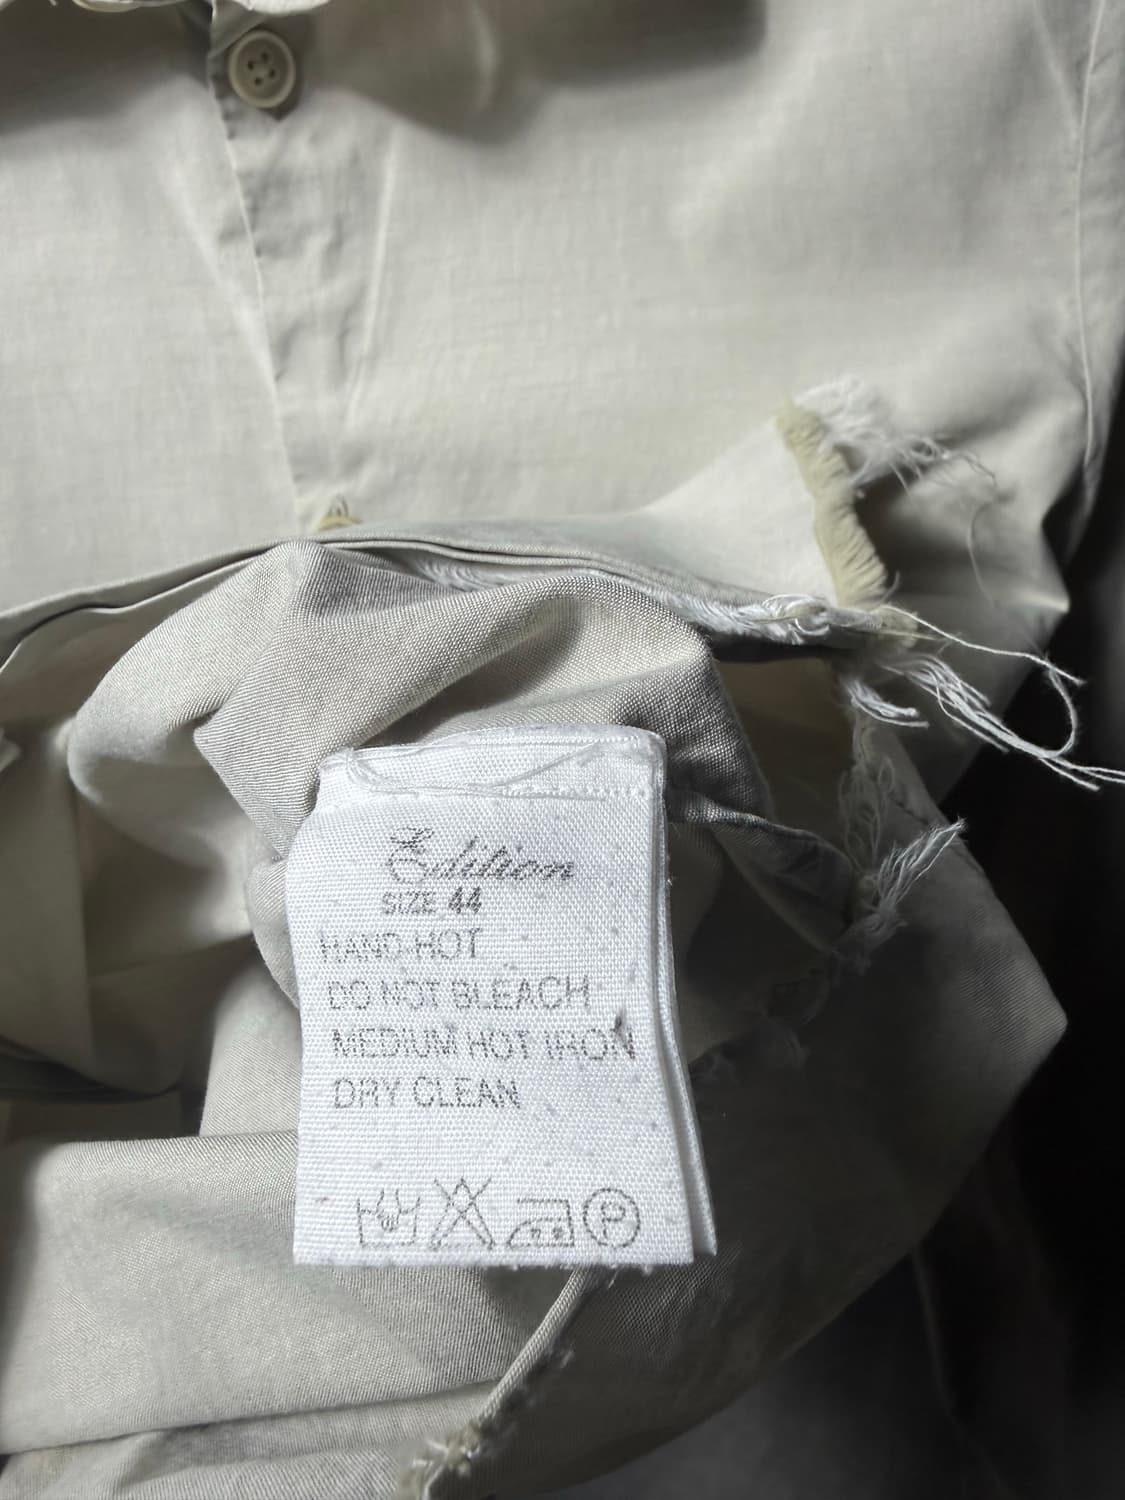 Edition
SIZE 44
HAND-HOT
DO NOT BLEACH
MEDIUM HOT IRON
DRY CLEAN
P